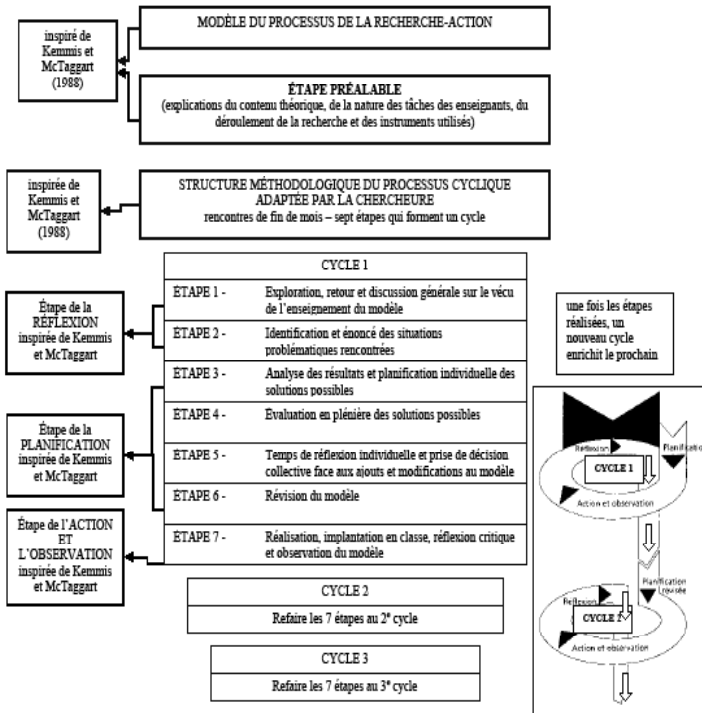 MODÈLE DU PROCESSUS DE LA RECHERCHE-ACTION
inspiré de
Kemmis et
McTaggart
(1988)
ÉTAPE PRÉALABLE
(explications du contenu théorique, de la nature des tâches des enseignants, du
déroulement de la recherche et des instruments utilisés)
inspirée de
Kemmis et
McTaggart
(1988)
STRUCTURE MÉTHODOLOGIQUE DU PROCESSUS CYCLIQUE
ADAPTÉE PAR LA CHERCHEURE
rencontres de fin de mois – sept étapes qui forment un cycle
CYCLE 1
ÉTAPE 1 - Exploration, retour et discussion générale sur le vécu
de l'enseignement du modèle
ÉTAPE 2 - Identification et énoncé des situations
problématiques rencontrées
ÉTAPE 3 - Analyse des résultats et planification individuelle des
solutions possibles
ÉTAPE 4 - Évaluation en plénière des solutions possibles
ÉTAPE 5 - Temps de réflexion individuelle et prise de décision
collective face aux ajouts et modifications au modèle
ÉTAPE 6 - Révision du modèle
ÉTAPE 7 - Réalisation, implantation en classe, réflexion critique
et observation du modèle
Étape de la
RÉFLEXION
inspirée de Kemmis
et McTaggart
Étape de la
PLANIFICATION
inspirée de Kemmis
et McTaggart
Étape de l'ACTION
ET
L'OBSERVATION
inspirée de Kemmis
et McTaggart
CYCLE 2
Refaire les 7 étapes au 2e cycle
CYCLE 3
Refaire les 7 étapes au 3e cycle
une fois les étapes
réalisées, un
nouveau cycle
enrichit le prochain
Réflexion
Planification
CYCLE 1
Action et observation
Planification
révisée
Réflexion
CYCLE 2
Action et observation